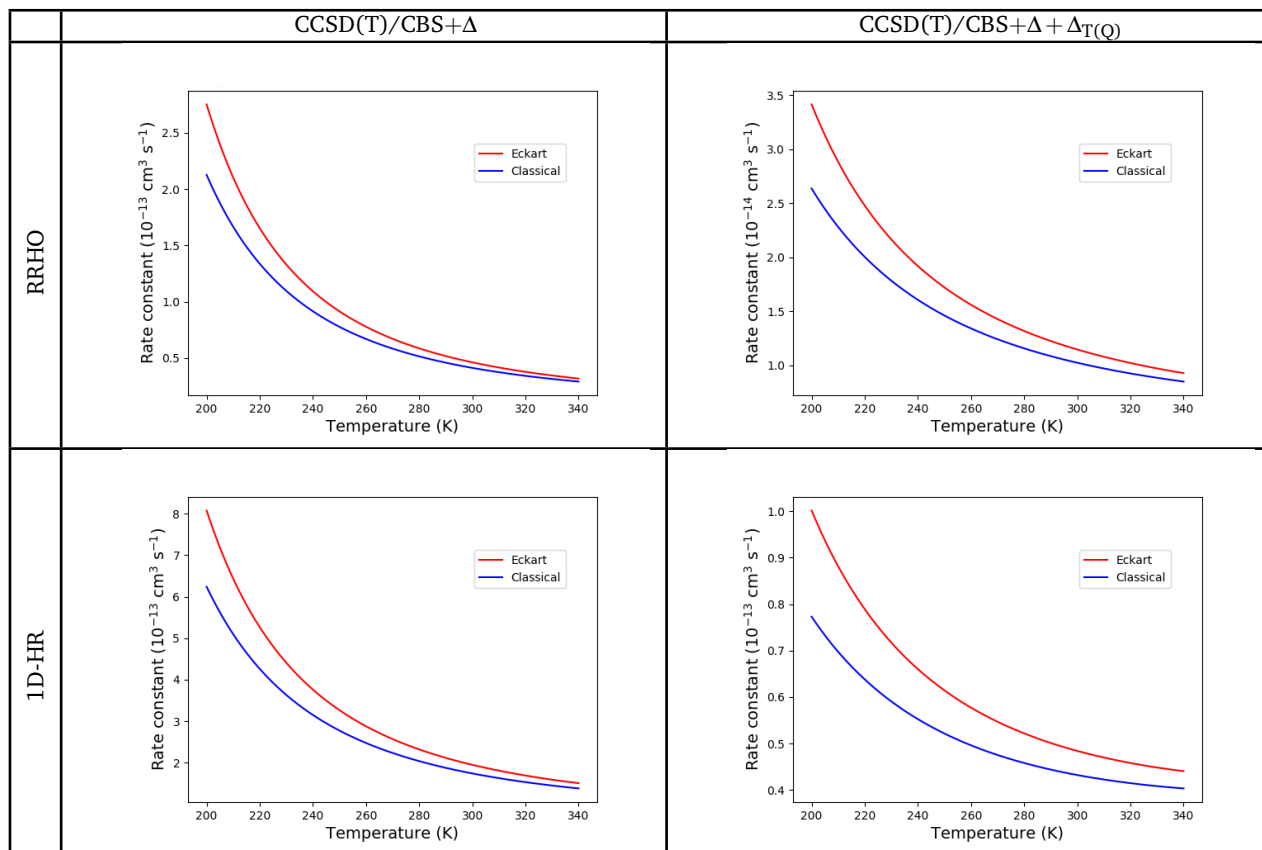 CCSD(T)/CBS+Δ
CCSD(T)/CBS+Δ + Δ_T(Q)
RRHO
Rate constant (10⁻¹³ cm³ s⁻¹)
2.5
2.0
1.5
1.0
0.5
Eckart
Classical
200 220 240 260 280 300 320 340
Temperature (K)
Rate constant (10⁻¹⁴ cm³ s⁻¹)
3.5
3.0
2.5
2.0
1.5
1.0
Eckart
Classical
200 220 240 260 280 300 320 340
Temperature (K)
1D-HR
Rate constant (10⁻¹³ cm³ s⁻¹)
8
7
6
5
4
3
2
Eckart
Classical
200 220 240 260 280 300 320 340
Temperature (K)
Rate constant (10⁻¹³ cm³ s⁻¹)
1.0
0.9
0.8
0.7
0.6
0.5
0.4
Eckart
Classical
200 220 240 260 280 300 320 340
Temperature (K)